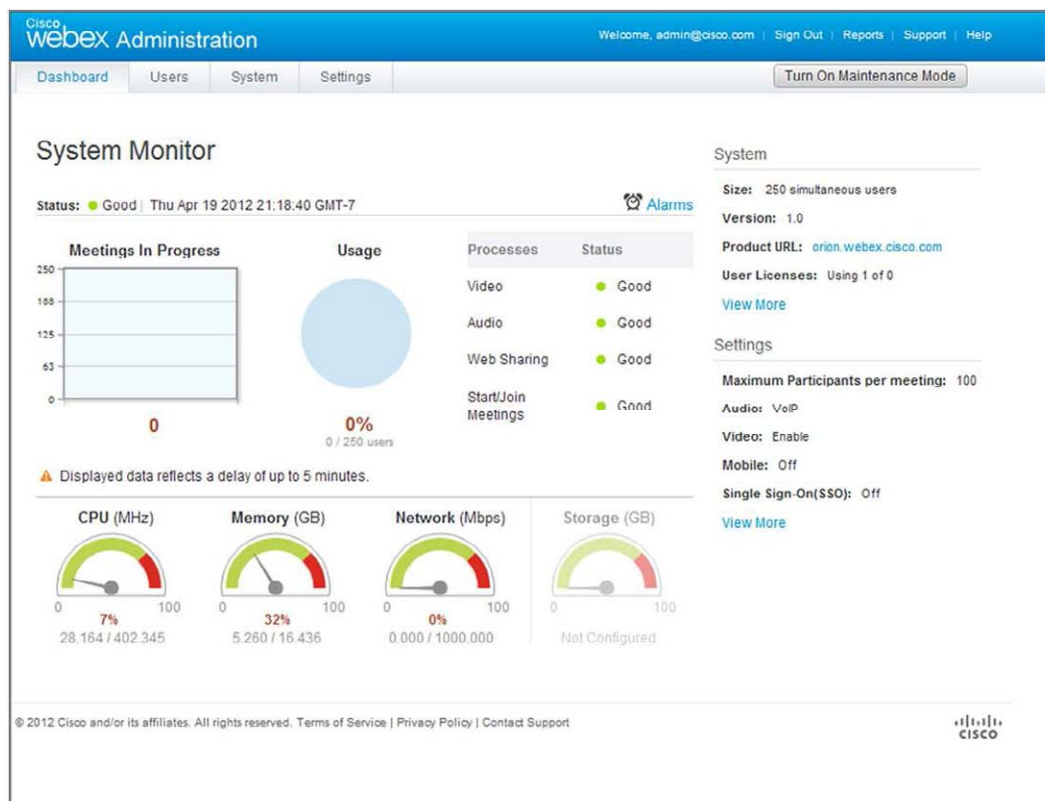 Cisco
webex Administration
Welcome, admin@cisco.com | Sign Out | Reports | Support | Help
Dashboard Users System Settings
Turn On Maintenance Mode
System Monitor
Status: Good | Thu Apr 19 2012 21:18:40 GMT-7
Alarms
Meetings In Progress
250
188
125
63
0
0
Usage
0%
0 / 250 users
Processes Status
Video Good
Audio Good
Web Sharing Good
Start/Join
Meetings Good
Displayed data reflects a delay of up to 5 minutes.
CPU (MHz)
0 100
7%
28.164 / 402.345
Memory (GB)
0 100
32%
5.260 / 16.436
Network (Mbps)
0 100
0%
0.000 / 1000.000
Storage (GB)
0 100
Not Configured
System
Size: 250 simultaneous users
Version: 1.0
Product URL: orion.webex.cisco.com
User Licenses: Using 1 of 0
View More
Settings
Maximum Participants per meeting: 100
Audio: VoIP
Video: Enable
Mobile: Off
Single Sign-On(SSO): Off
View More
© 2012 Cisco and/or its affiliates. All rights reserved. Terms of Service | Privacy Policy | Contact Support
CISCO